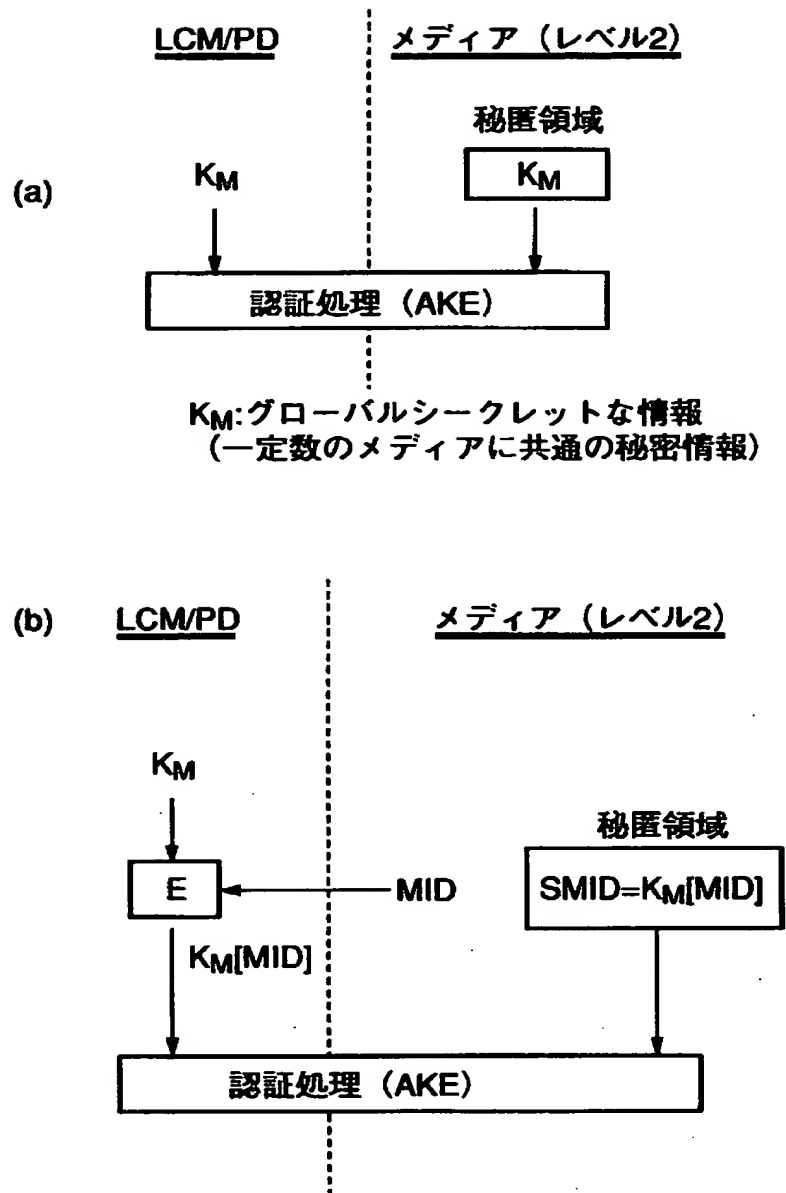 LCM/PD
メディア（レベル2）
秘匿領域
(a)
KM
KM
認証処理（AKE）
KM:グローバルシークレットな情報
（一定数のメディアに共通の秘密情報）
(b)
LCM/PD
メディア（レベル2）
KM
秘匿領域
E
MID
SMID=KM[MID]
KM[MID]
認証処理（AKE）